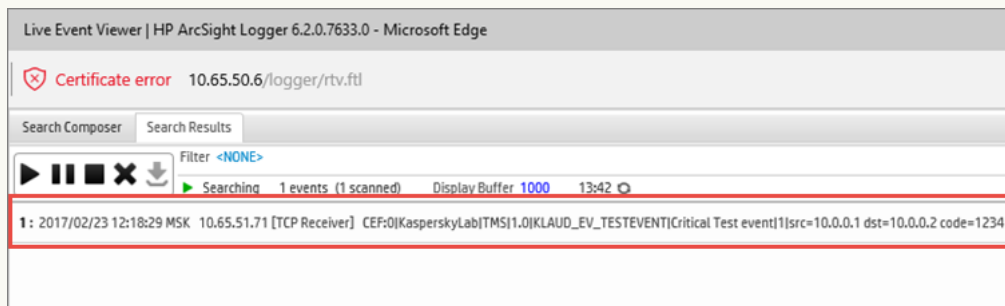 Live Event Viewer | HP ArcSight Logger 6.2.0.7633.0 - Microsoft Edge
Certificate error 10.65.50.6/logger/rtv.ftl
Search Composer Search Results
Filter <NONE>
Searching 1 events (1 scanned) Display Buffer 1000 13:42
1 : 2017/02/23 12:18:29 MSK 10.65.51.71 [TCP Receiver] CEF:0|KasperskyLab|TMS|1.0|KLAUD_EV_TESTEVENT|Critical Test event|1|src=10.0.0.1 dst=10.0.0.2 code=1234